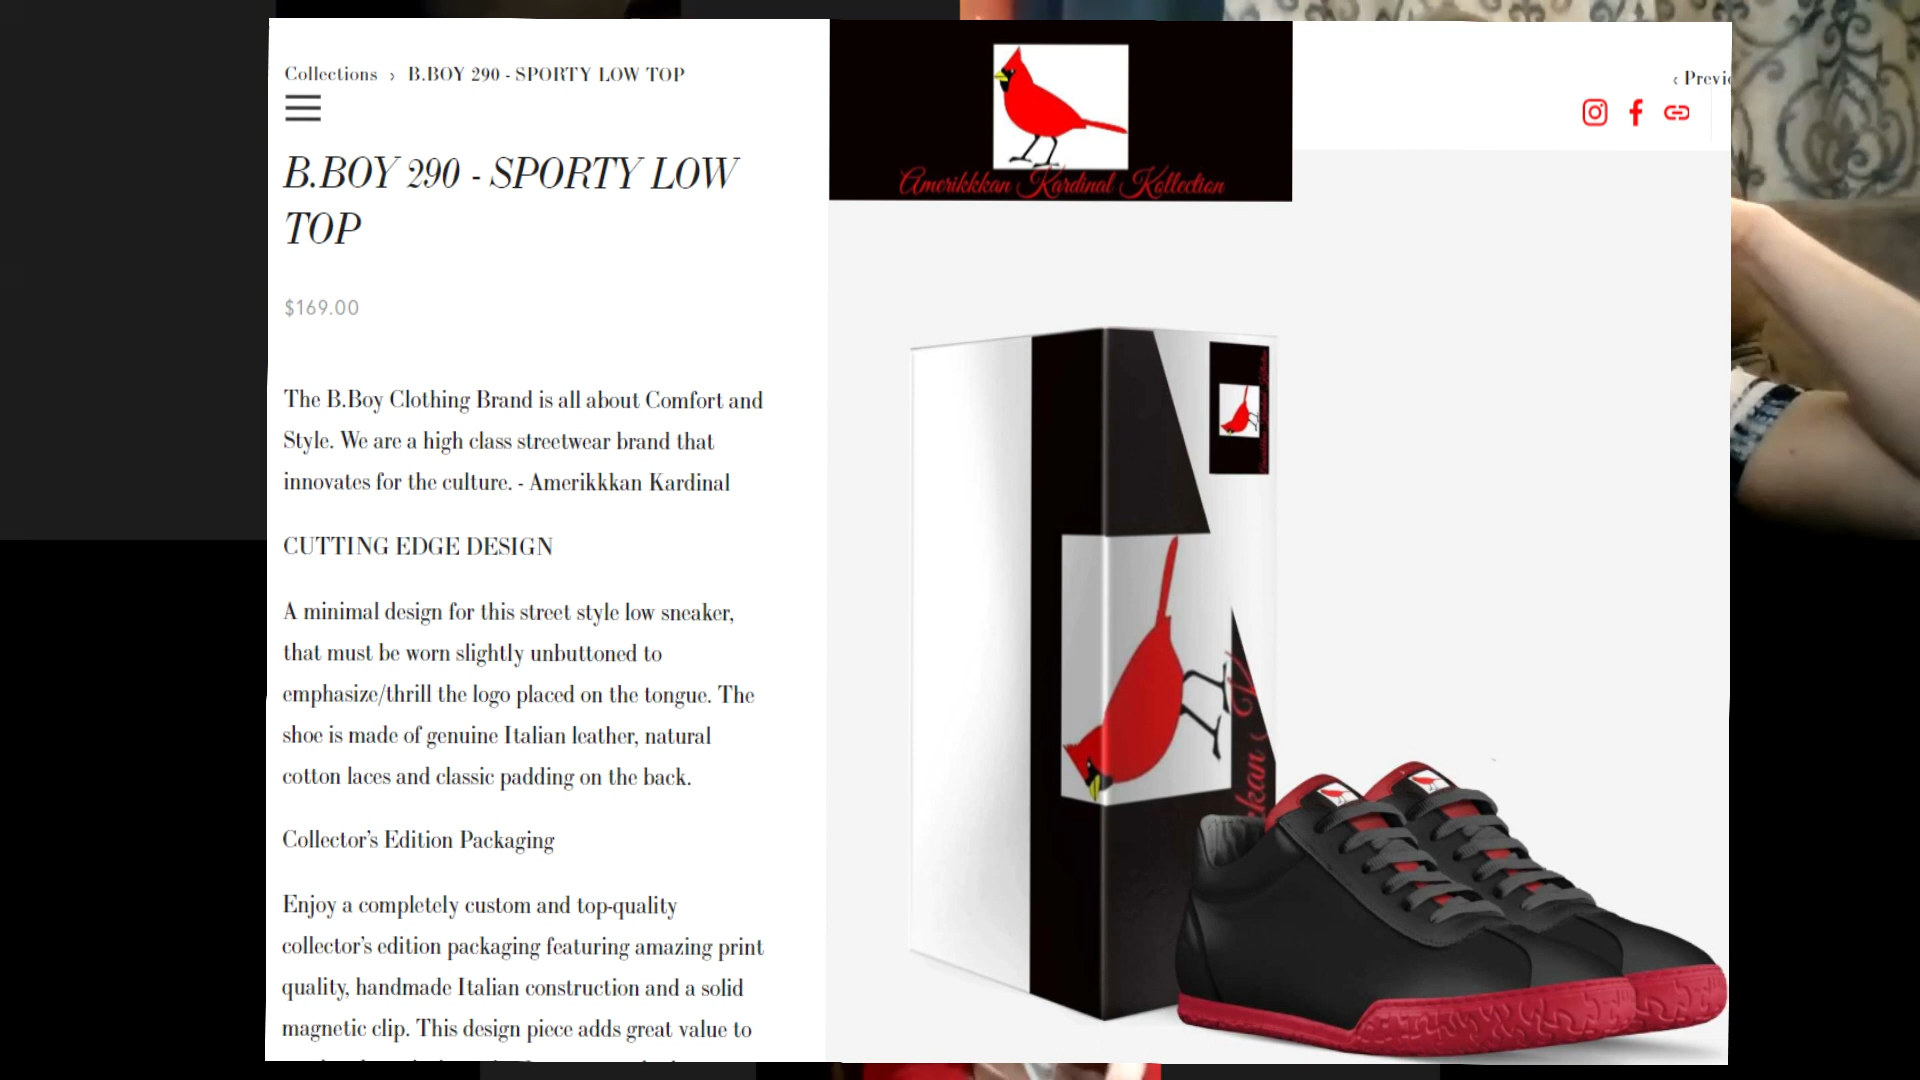 Collections › B.BOY 290 - SPORTY LOW TOP
‹ Previ
Amerikkkan Kardinal Kollection
B.BOY 290 - SPORTY LOW
TOP
$169.00
The B.Boy Clothing Brand is all about Comfort and
Style. We are a high class streetwear brand that
innovates for the culture. - Amerikkkan Kardinal
CUTTING EDGE DESIGN
A minimal design for this street style low sneaker,
that must be worn slightly unbuttoned to
emphasize/thrill the logo placed on the tongue. The
shoe is made of genuine Italian leather, natural
cotton laces and classic padding on the back.
Collector's Edition Packaging
Enjoy a completely custom and top-quality
collector's edition packaging featuring amazing print
quality, handmade Italian construction and a solid
magnetic clip. This design piece adds great value to
kkan K